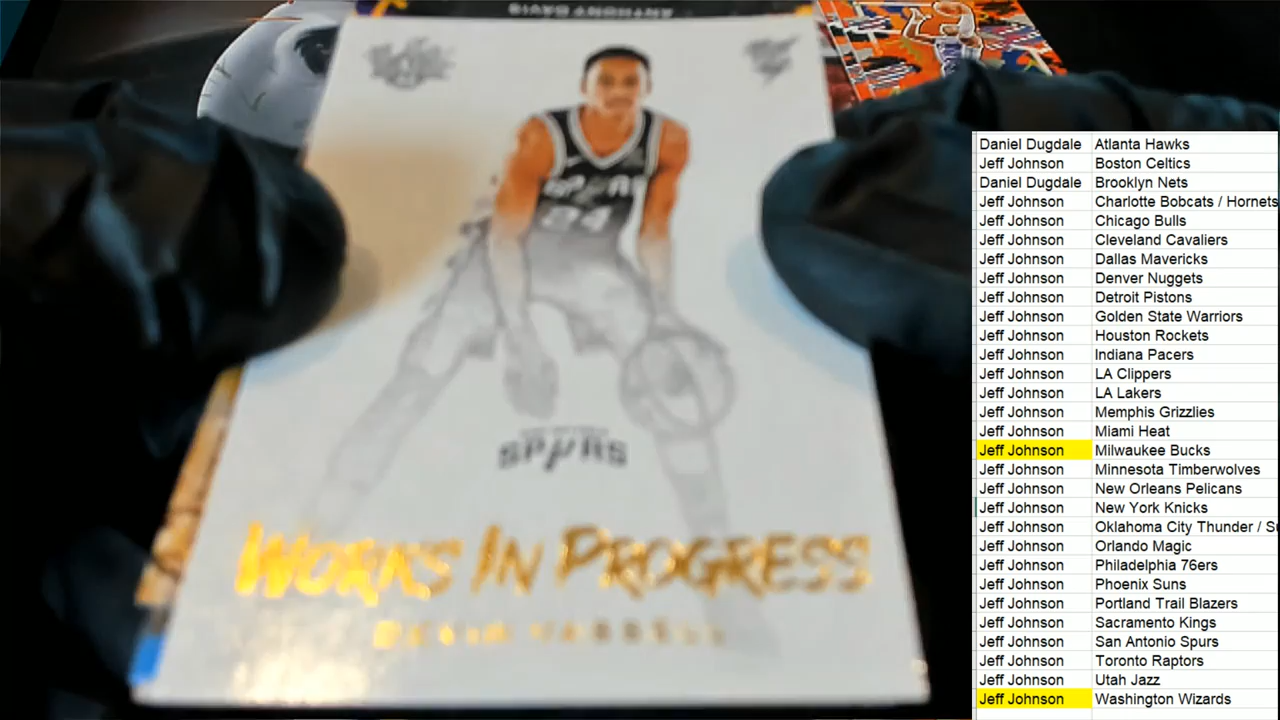 ANTHONY DAVIS
SPURS
24
SPURS
WORKS IN PROGRESS
DEVIN VASSELL
Daniel Dugdale Atlanta Hawks
Jeff Johnson Boston Celtics
Daniel Dugdale Brooklyn Nets
Jeff Johnson Charlotte Bobcats / Hornets
Jeff Johnson Chicago Bulls
Jeff Johnson Cleveland Cavaliers
Jeff Johnson Dallas Mavericks
Jeff Johnson Denver Nuggets
Jeff Johnson Detroit Pistons
Jeff Johnson Golden State Warriors
Jeff Johnson Houston Rockets
Jeff Johnson Indiana Pacers
Jeff Johnson LA Clippers
Jeff Johnson LA Lakers
Jeff Johnson Memphis Grizzlies
Jeff Johnson Miami Heat
Jeff Johnson Milwaukee Bucks
Jeff Johnson Minnesota Timberwolves
Jeff Johnson New Orleans Pelicans
Jeff Johnson New York Knicks
Jeff Johnson Oklahoma City Thunder / S
Jeff Johnson Orlando Magic
Jeff Johnson Philadelphia 76ers
Jeff Johnson Phoenix Suns
Jeff Johnson Portland Trail Blazers
Jeff Johnson Sacramento Kings
Jeff Johnson San Antonio Spurs
Jeff Johnson Toronto Raptors
Jeff Johnson Utah Jazz
Jeff Johnson Washington Wizards